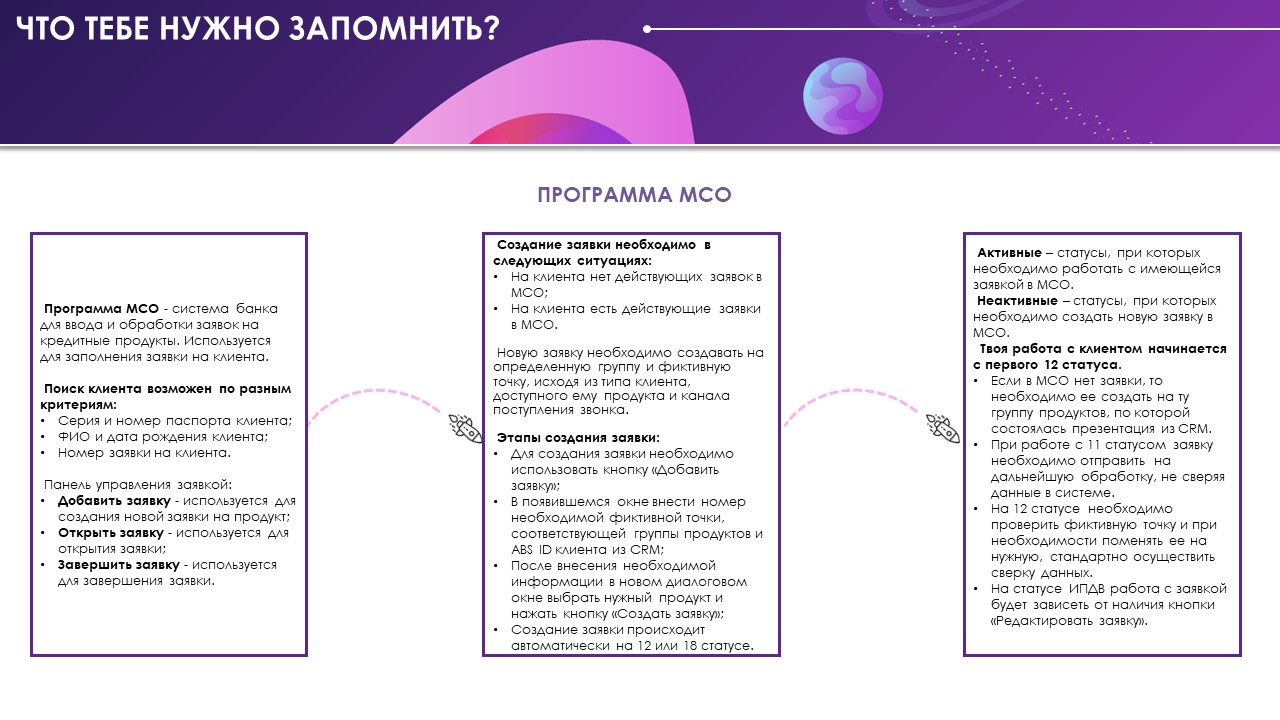 ЧТО ТЕБЕ НУЖНО ЗАПОМНИТЬ?
ПРОГРАММА МСО
Программа МСО - система банка
для ввода и обработки заявок на
кредитные продукты. Используется
для заполнения заявки на клиента.
Поиск клиента возможен по разным
критериям:
• Серия и номер паспорта клиента;
• ФИО и дата рождения клиента;
• Номер заявки на клиента.
Панель управления заявкой:
• Добавить заявку - используется для
создания новой заявки на продукт;
• Открыть заявку - используется для
открытия заявки;
• Завершить заявку - используется
для завершения заявки.
Создание заявки необходимо в
следующих ситуациях:
• На клиента нет действующих заявок в
МСО;
• На клиента есть действующие заявки
в МСО.
Новую заявку необходимо создавать на
определенную группу и фиктивную
точку, исходя из типа клиента,
доступного ему продукта и канала
поступления звонка.
Этапы создания заявки:
• Для создания заявки необходимо
использовать кнопку «Добавить
заявку»;
• В появившемся окне внести номер
необходимой фиктивной точки,
соответствующей группы продуктов и
ABS ID клиента из CRM;
• После внесения необходимой
информации в новом диалоговом
окне выбрать нужный продукт и
нажать кнопку «Создать заявку»;
• Создание заявки происходит
автоматически на 12 или 18 статусе.
Активные – статусы, при которых
необходимо работать с имеющейся
заявкой в МСО.
Неактивные – статусы, при которых
необходимо создать новую заявку в
МСО.
Твоя работа с клиентом начинается
с первого 12 статуса.
• Если в МСО нет заявки, то
необходимо ее создать на ту
группу продуктов, по которой
состоялась презентация из CRM.
• При работе с 11 статусом заявку
необходимо отправить на
дальнейшую обработку, не сверяя
данные в системе.
• На 12 статусе необходимо
проверить фиктивную точку и при
необходимости поменять ее на
нужную, стандартно осуществить
сверку данных.
• На статусе ИПДВ работа с заявкой
будет зависеть от наличия кнопки
«Редактировать заявку».